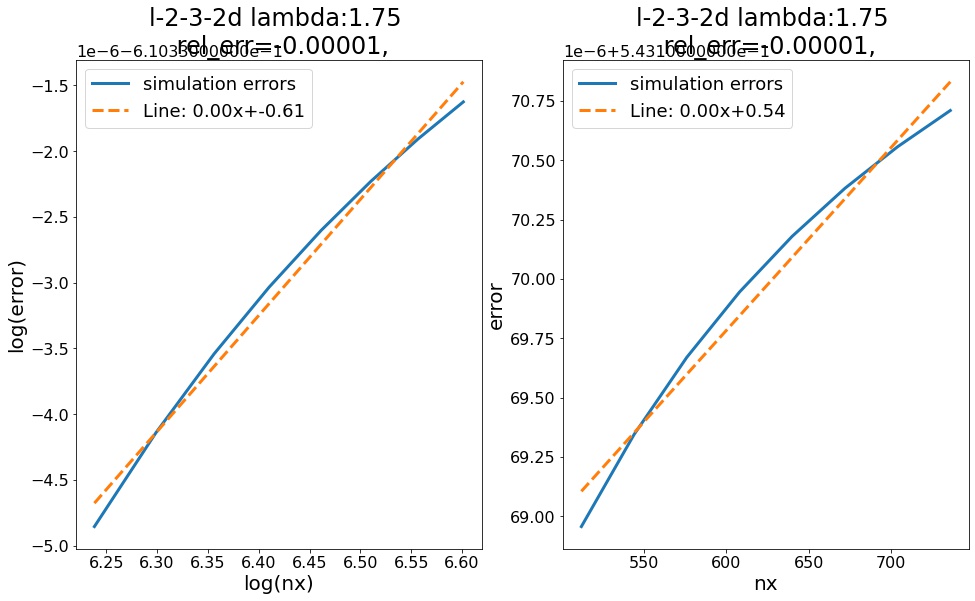 l-2-3-2d lambda:1.75
rel_err=-0.00001,
1e−6−6.1033000000e−1
simulation errors
Line: 0.00x+-0.61
−1.5
−2.0
−2.5
−3.0
−3.5
−4.0
−4.5
−5.0
log(error)
6.25 6.30 6.35 6.40 6.45 6.50 6.55 6.60
log(nx)
l-2-3-2d lambda:1.75
rel_err=-0.00001,
1e−6+5.4310000000e−1
simulation errors
Line: 0.00x+0.54
70.75
70.50
70.25
70.00
69.75
69.50
69.25
69.00
error
550 600 650 700
nx